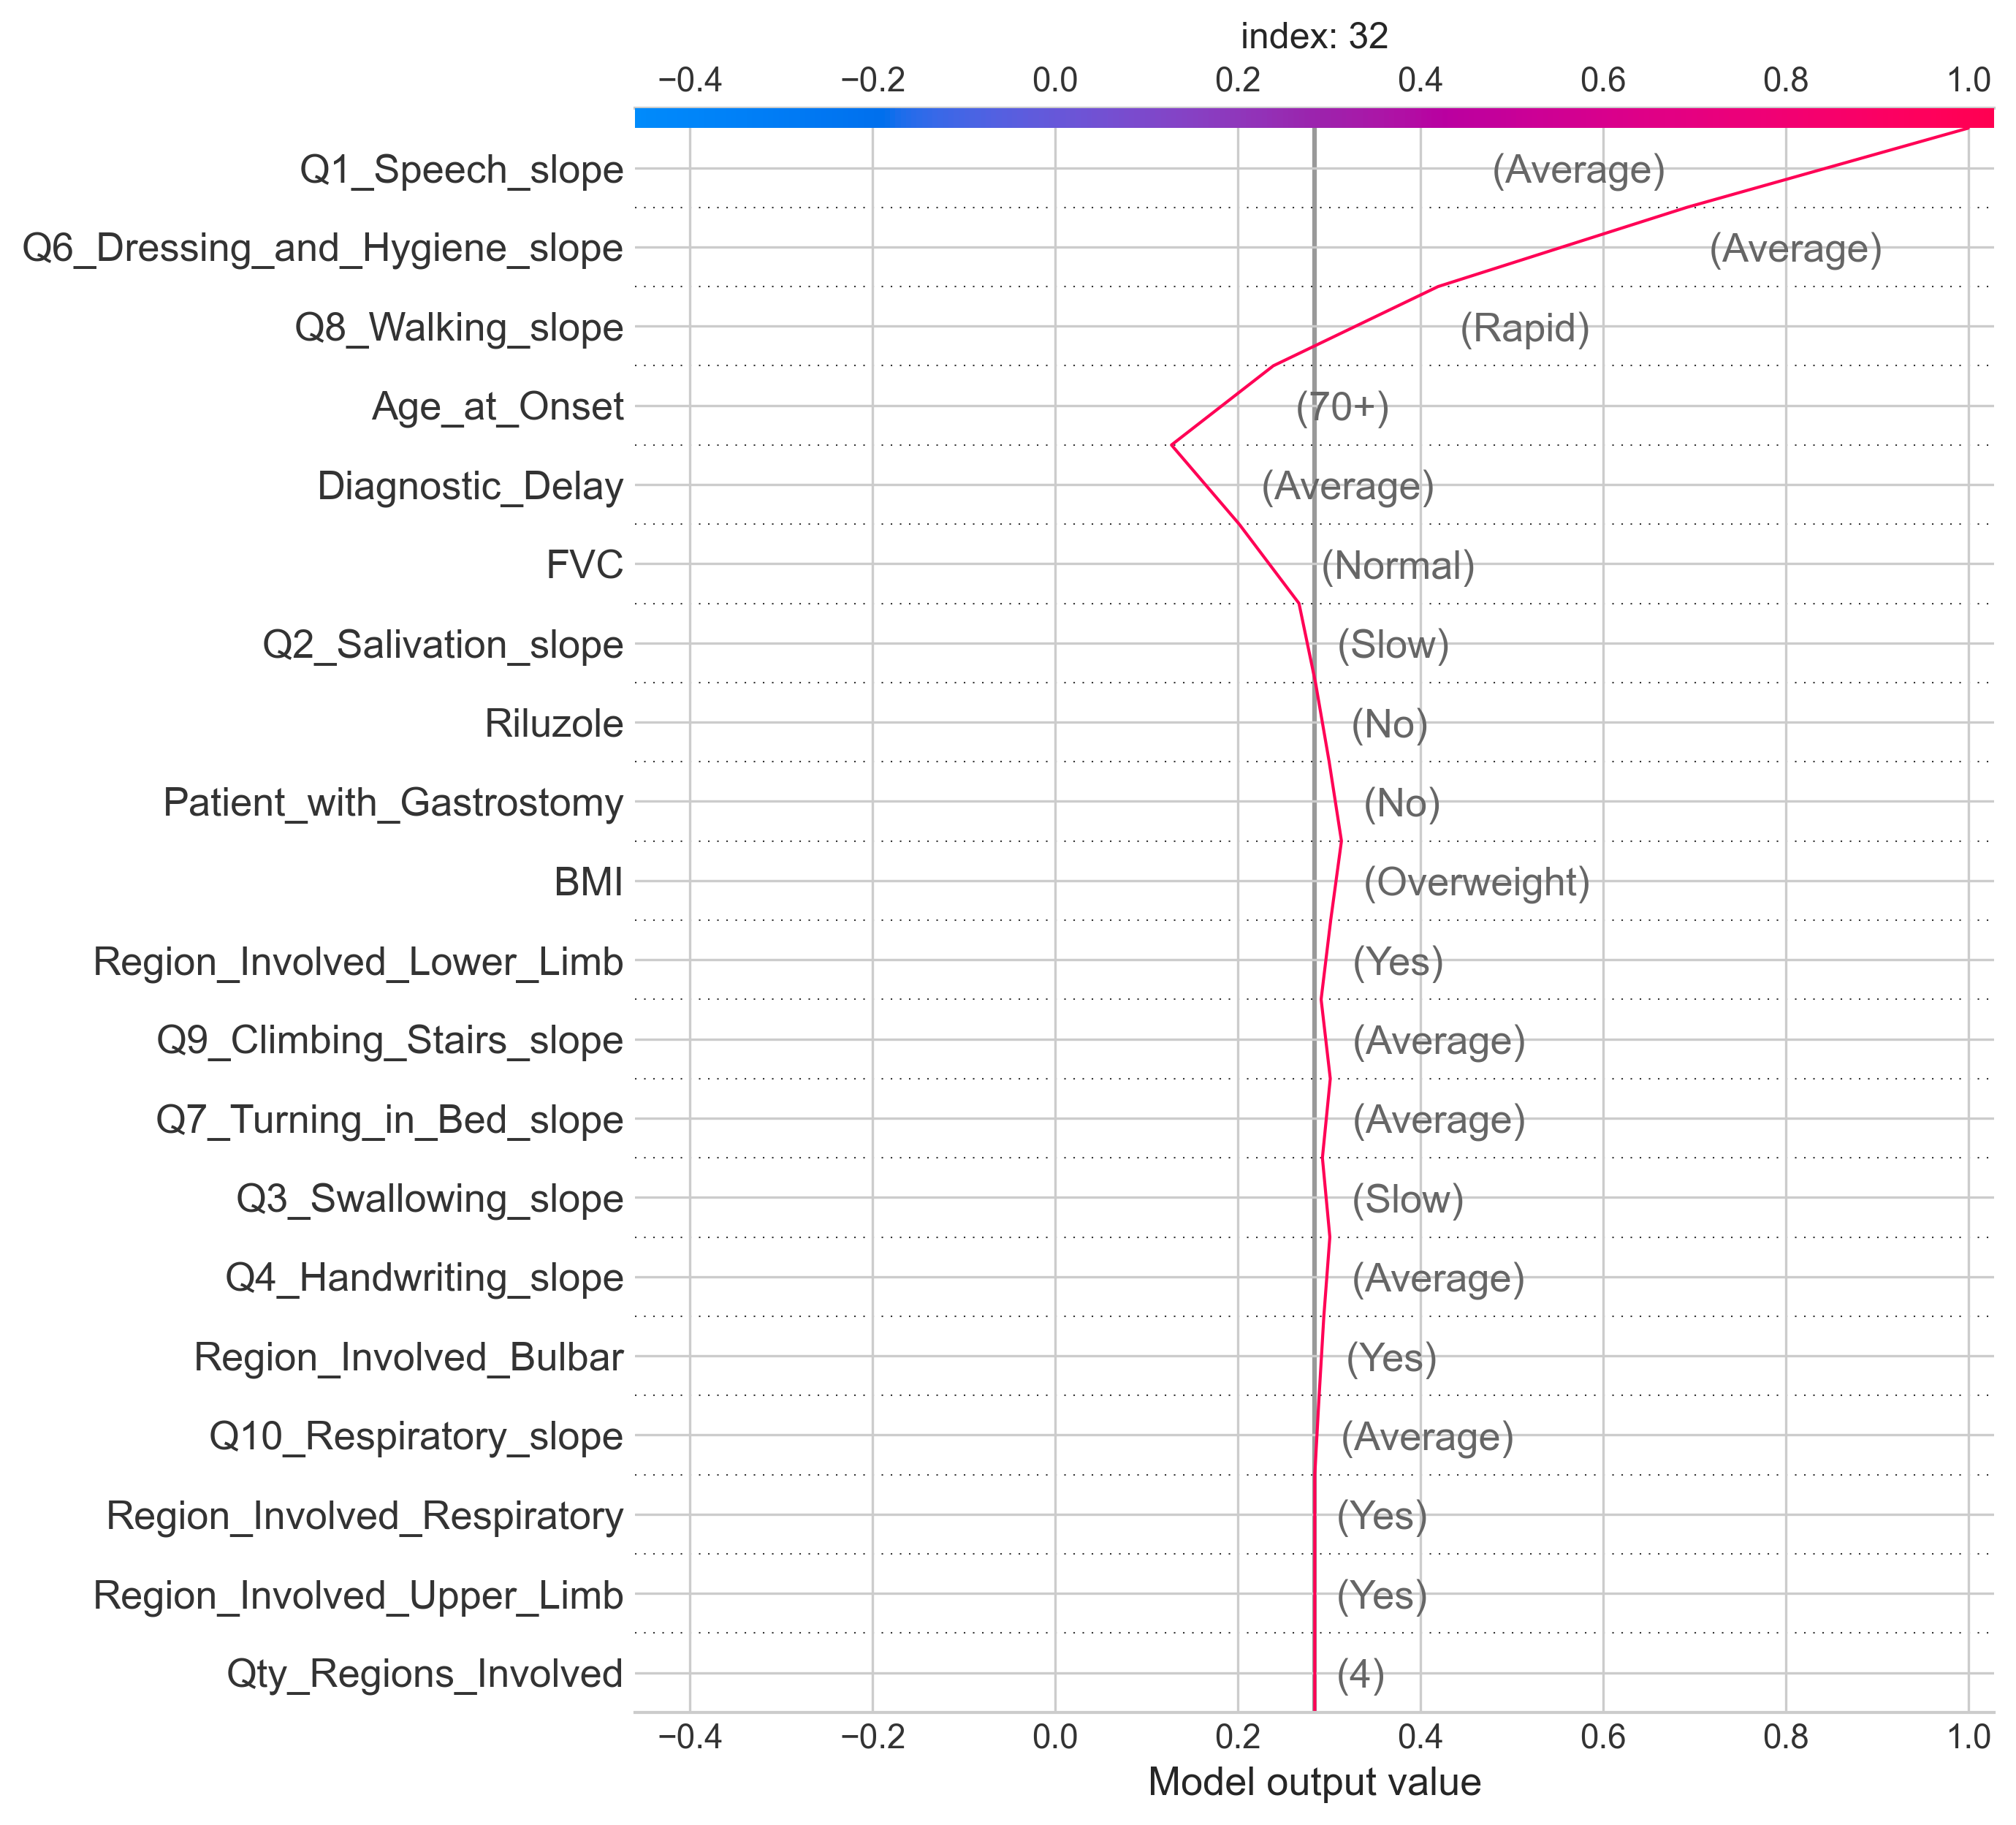 index: 32
−0.4 −0.2 0.0 0.2 0.4 0.6 0.8 1.0
Q1_Speech_slope (Average)
Q6_Dressing_and_Hygiene_slope (Average)
Q8_Walking_slope (Rapid)
Age_at_Onset (70+)
Diagnostic_Delay (Average)
FVC (Normal)
Q2_Salivation_slope (Slow)
Riluzole (No)
Patient_with_Gastrostomy (No)
BMI (Overweight)
Region_Involved_Lower_Limb (Yes)
Q9_Climbing_Stairs_slope (Average)
Q7_Turning_in_Bed_slope (Average)
Q3_Swallowing_slope (Slow)
Q4_Handwriting_slope (Average)
Region_Involved_Bulbar (Yes)
Q10_Respiratory_slope (Average)
Region_Involved_Respiratory (Yes)
Region_Involved_Upper_Limb (Yes)
Qty_Regions_Involved (4)
−0.4 −0.2 0.0 0.2 0.4 0.6 0.8 1.0
Model output value